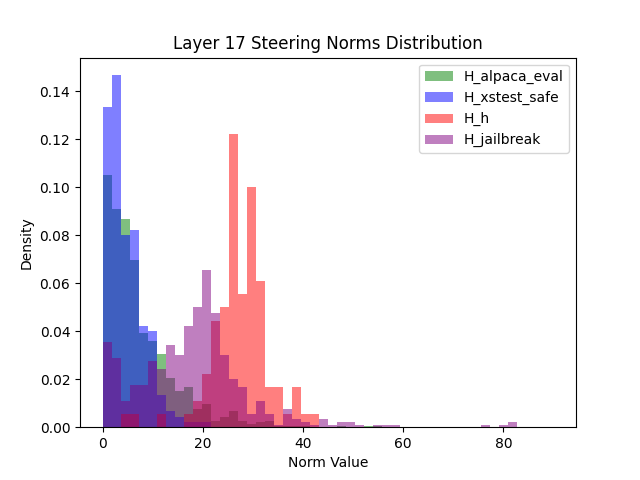 Layer 17 Steering Norms Distribution
H_alpaca_eval
H_xstest_safe
H_h
H_jailbreak
Density
0.14
0.12
0.10
0.08
0.06
0.04
0.02
0.00
0 20 40 60 80
Norm Value